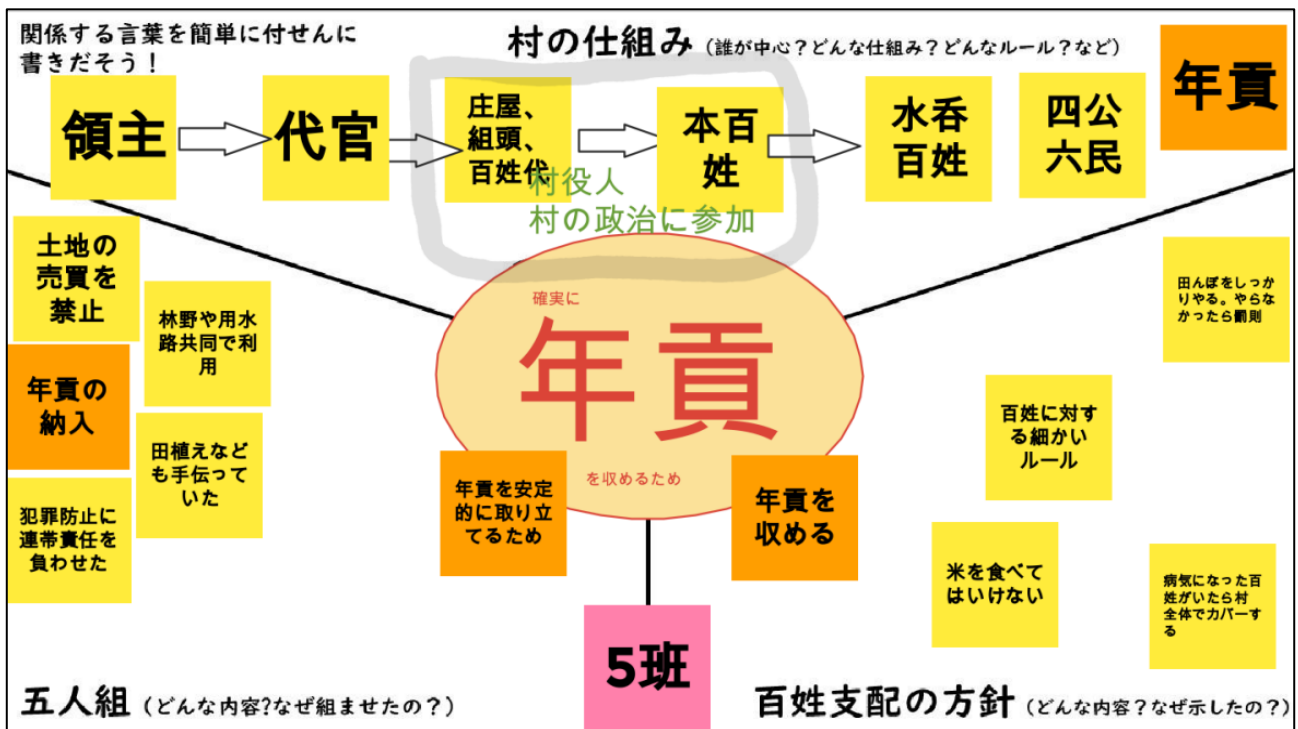 関係する言葉を簡単に付せんに
書きだそう！
村の仕組み（誰が中心？どんな仕組み？どんなルール？など）
領主
代官
庄屋、
組頭、
百姓代
本百
姓
水呑
百姓
四公
六民
年貢
村役人
村の政治に参加
土地の
売買を
禁止
林野や用水
路共同で利
用
年貢の
納入
田植えなど
も手伝って
いた
犯罪防止に
連帯責任を
負わせた
確実に
年貢
を収めるため
年貢を安定
的に取り立
てるため
年貢を
収める
田んぼをしっか
りやる。やらな
かったら罰則
百姓に対す
る細かい
ルール
米を食べて
はいけない
病気になった百
姓がいたら村
全体でカバーす
る
5班
五人組（どんな内容?なぜ組ませたの？）
百姓支配の方針（どんな内容？なぜ示したの？）